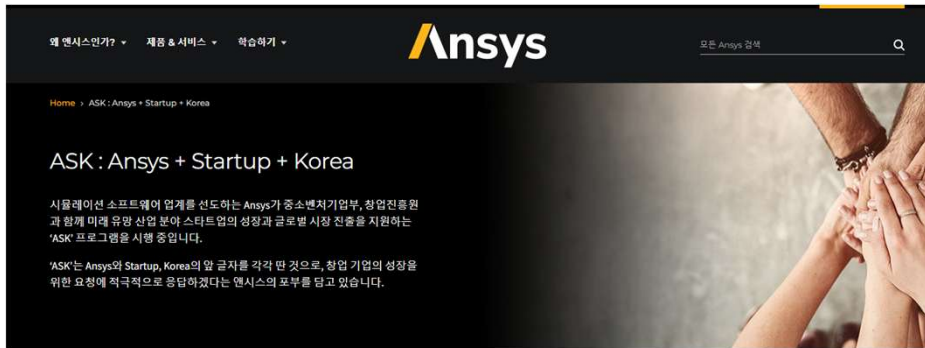 왜 앤시스인가?
제품 & 서비스
학습하기
Ansys
모든 Ansys 검색
Home › ASK : Ansys + Startup + Korea
ASK : Ansys + Startup + Korea
시뮬레이션 소프트웨어 업계를 선도하는 Ansys가 중소벤처기업부, 창업진흥원
과 함께 미래 유망 산업 분야 스타트업의 성장과 글로벌 시장 진출을 지원하는
‘ASK’ 프로그램을 시행 중입니다.
‘ASK’는 Ansys와 Startup, Korea의 앞 글자를 각각 딴 것으로, 창업 기업의 성장을
위한 요청에 적극적으로 응답하겠다는 앤시스의 포부를 담고 있습니다.